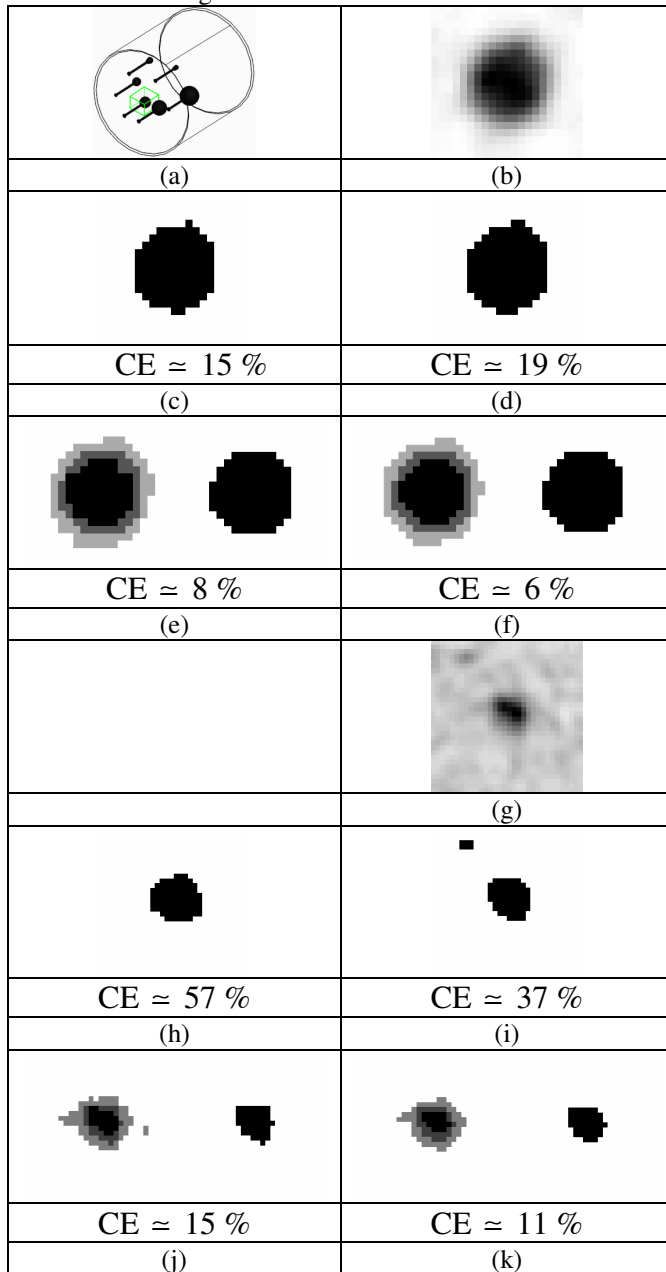 (a) (b)
CE ≃ 15 % CE ≃ 19 %
(c) (d)
CE ≃ 8 % CE ≃ 6 %
(e) (f)
(g)
CE ≃ 57 % CE ≃ 37 %
(h) (i)
CE ≃ 15 % CE ≃ 11 %
(j) (k)